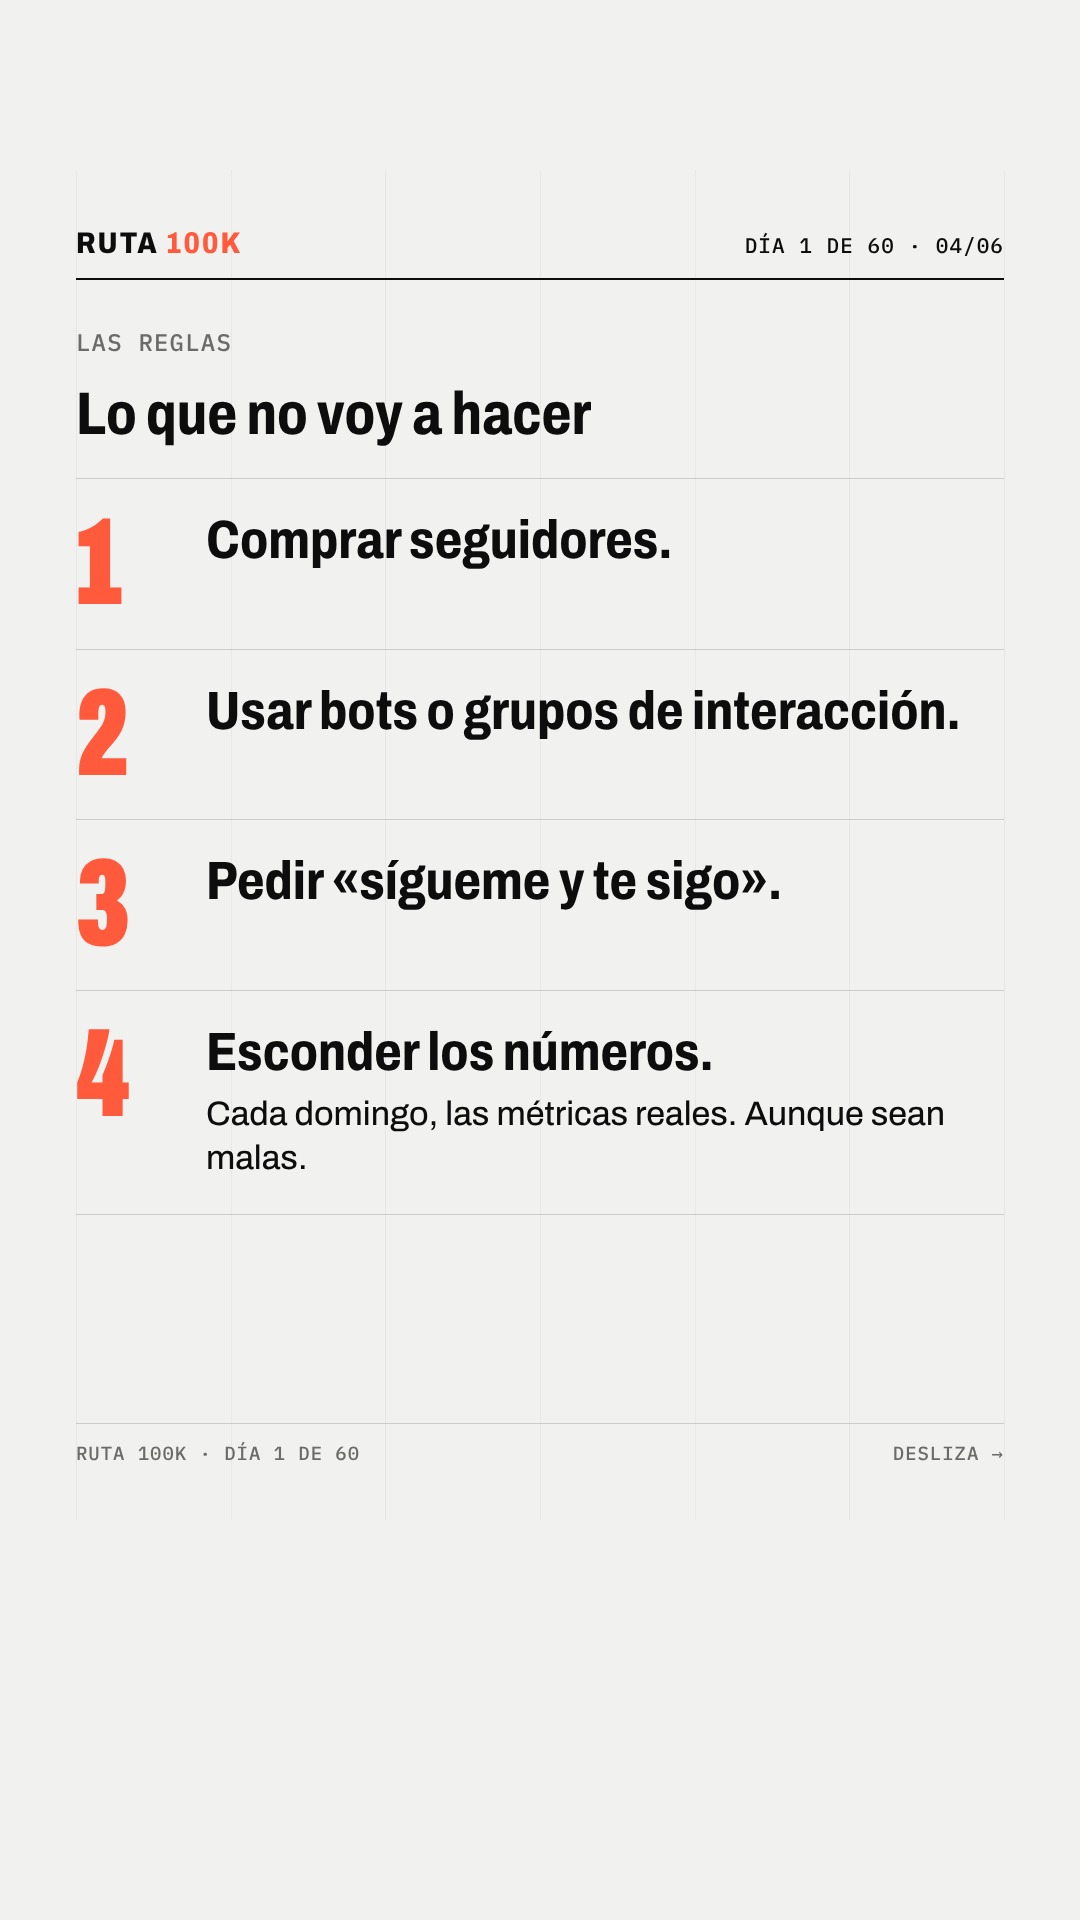 RUTA 100K
DÍA 1 DE 60 · 04/06
LAS REGLAS
Lo que no voy a hacer
1
Comprar seguidores.
2
Usar bots o grupos de interacción.
3
Pedir «sígueme y te sigo».
4
Esconder los números.
Cada domingo, las métricas reales. Aunque sean
malas.
RUTA 100K · DÍA 1 DE 60
DESLIZA →